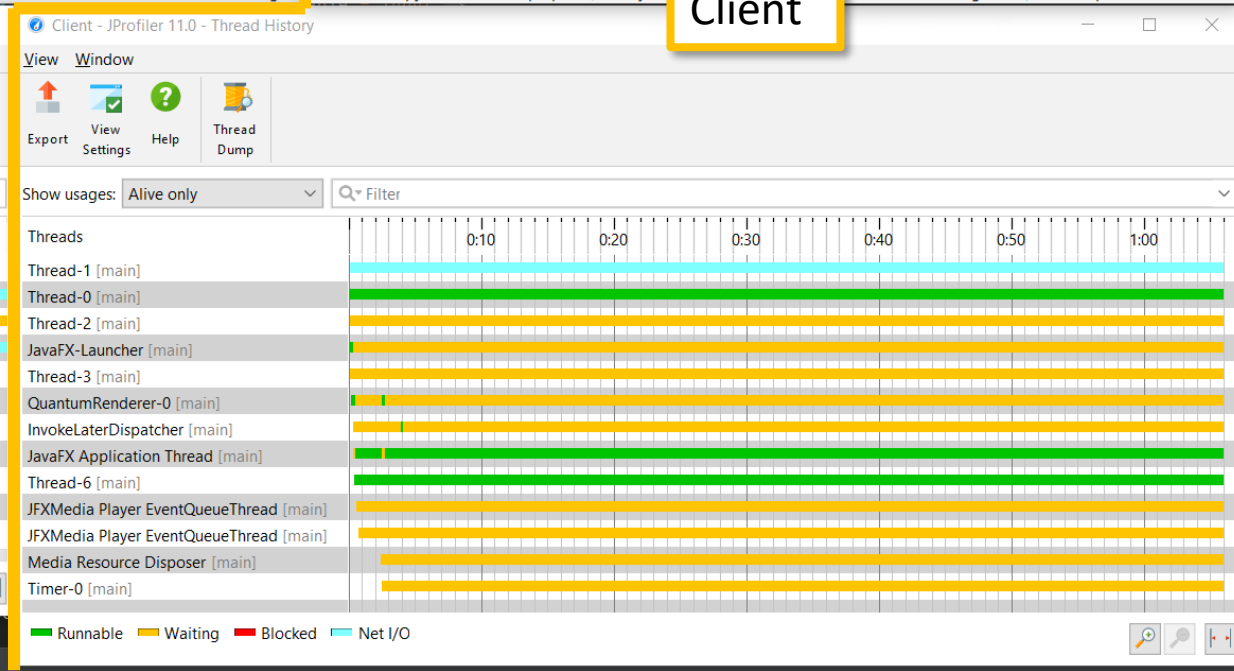 Client
Client - JProfiler 11.0 - Thread History
View Window
Export
View Settings
Help
Thread Dump
Show usages: Alive only
Filter
Threads
0:10 0:20 0:30 0:40 0:50 1:00
Thread-1 [main]
Thread-0 [main]
Thread-2 [main]
JavaFX-Launcher [main]
Thread-3 [main]
QuantumRenderer-0 [main]
InvokeLaterDispatcher [main]
JavaFX Application Thread [main]
Thread-6 [main]
JFXMedia Player EventQueueThread [main]
JFXMedia Player EventQueueThread [main]
Media Resource Disposer [main]
Timer-0 [main]
Runnable Waiting Blocked Net I/O